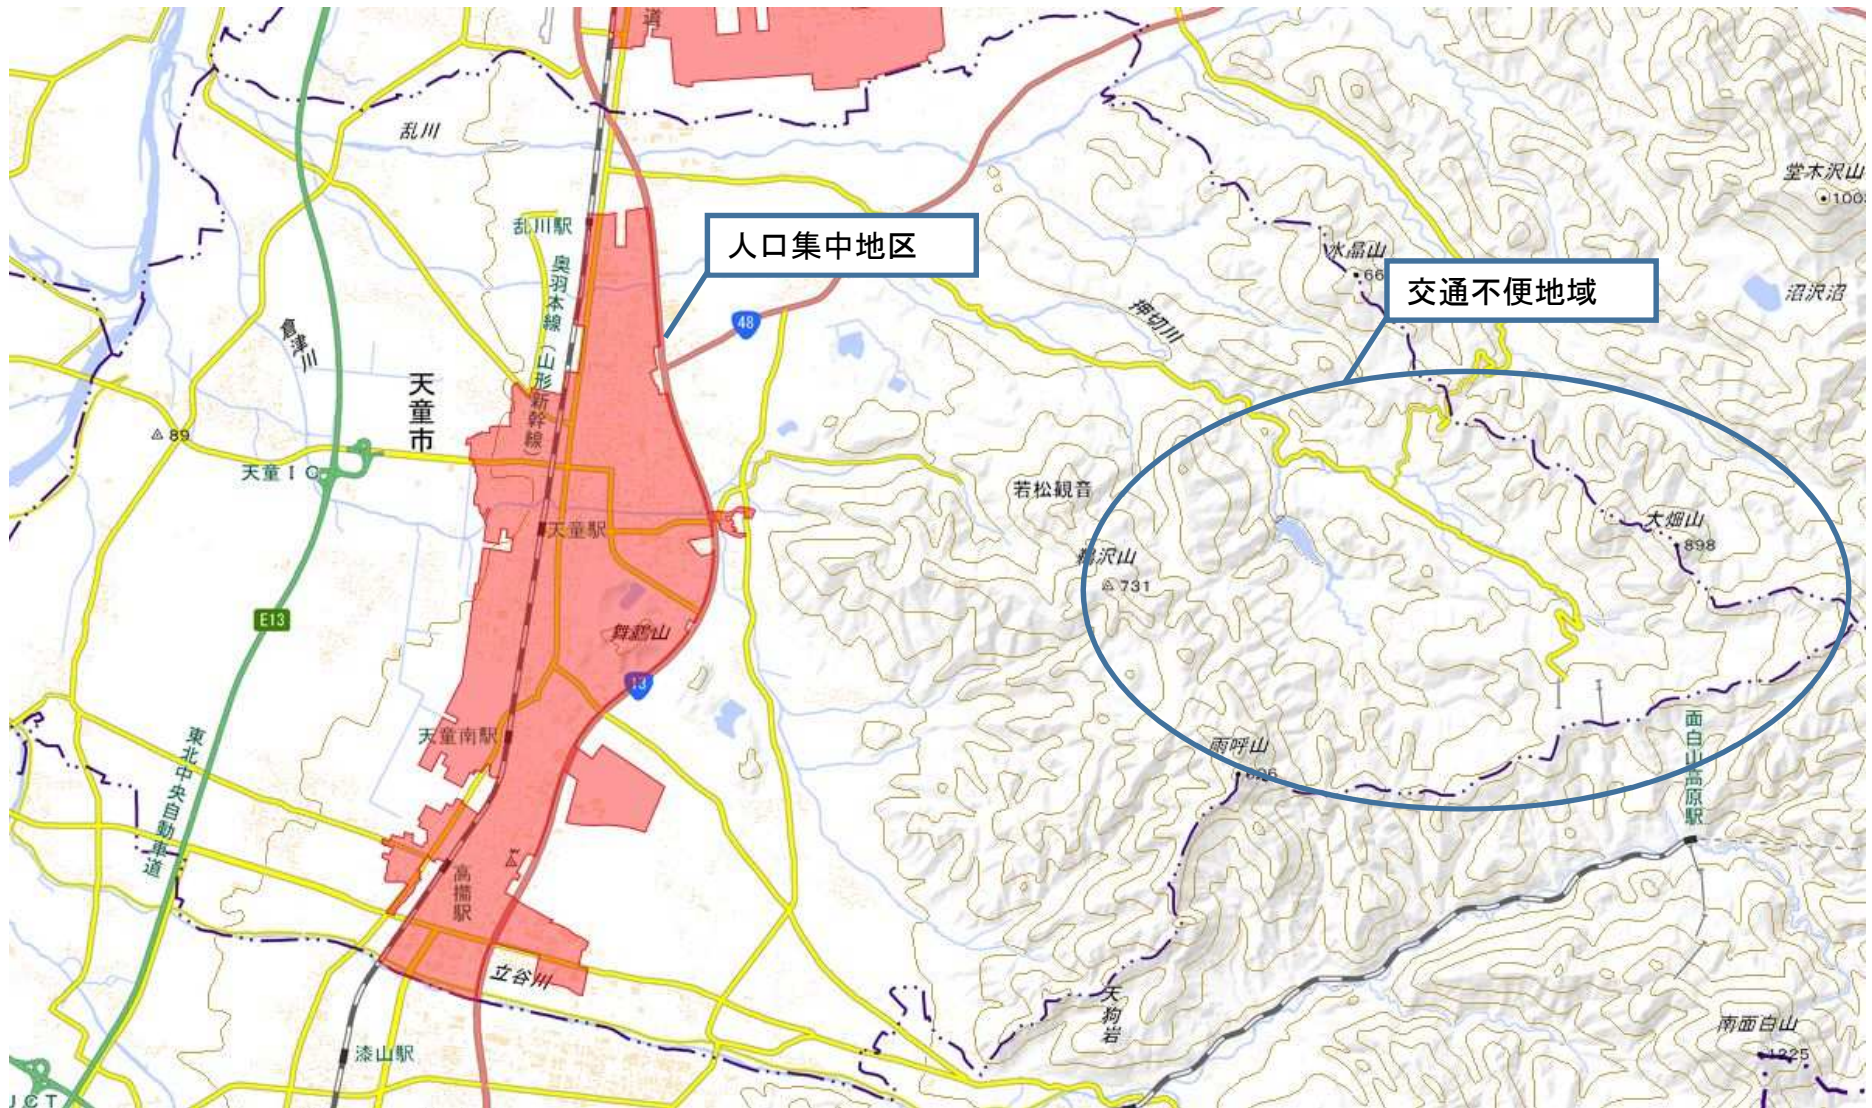 道
乱川
堂木沢山
乱川駅
人口集中地区
水晶山
66
交通不便地域
沼沢沼
奥羽本線(山形新幹線)
48
押切川
倉津川
天童市
89
天童IC
若松観音
天童駅
大畑山
898
鵜沢山
731
E13
舞鶴山
13
天童南駅
雨呼山
面白山高原駅
東北中央自動車道
高擶駅
立谷川
天狗岩
南面白山
1225
漆山駅
JCT